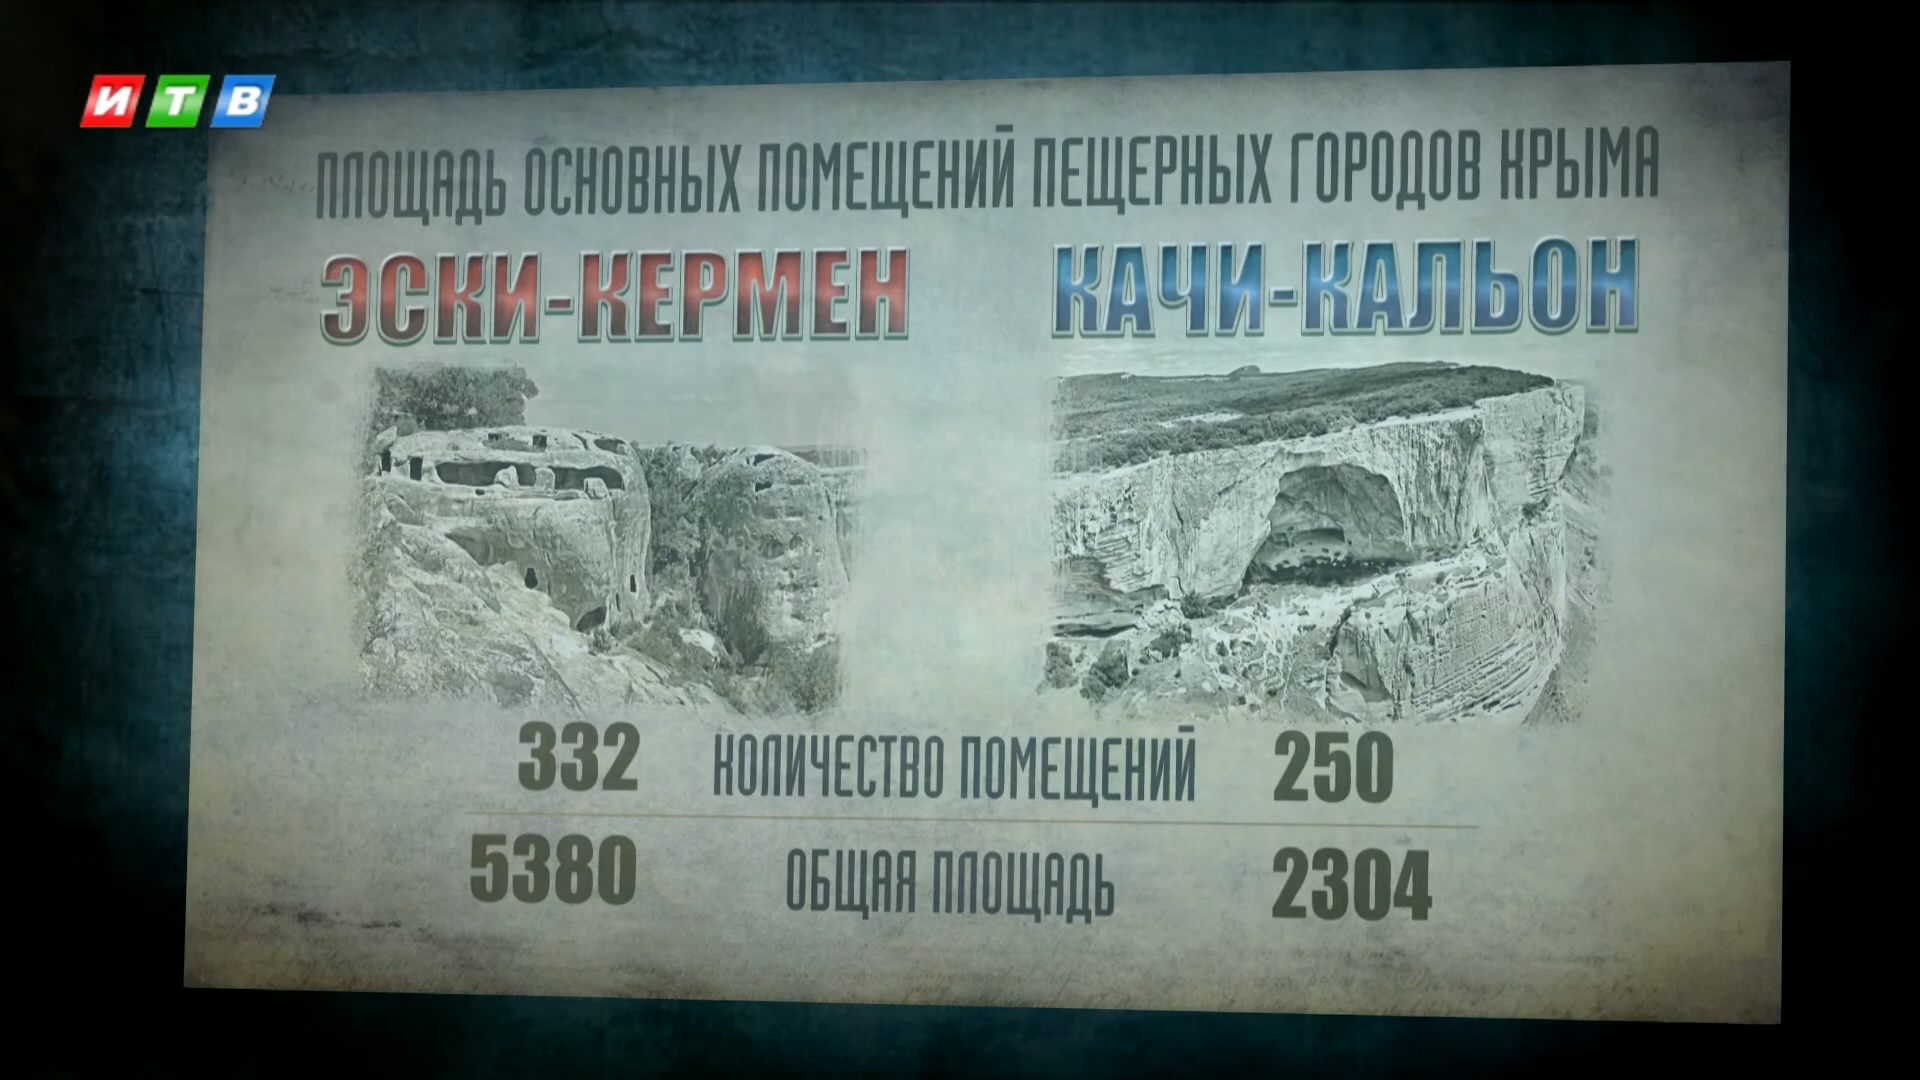 ИТВ
ПЛОЩАДЬ ОСНОВНЫХ ПОМЕЩЕНИЙ ПЕЩЕРНЫХ ГОРОДОВ КРЫМА
ЭСКИ-КЕРМЕН КАЧИ-КАЛЬОН
332 КОЛИЧЕСТВО ПОМЕЩЕНИЙ 250
5380 ОБЩАЯ ПЛОЩАДЬ 2304